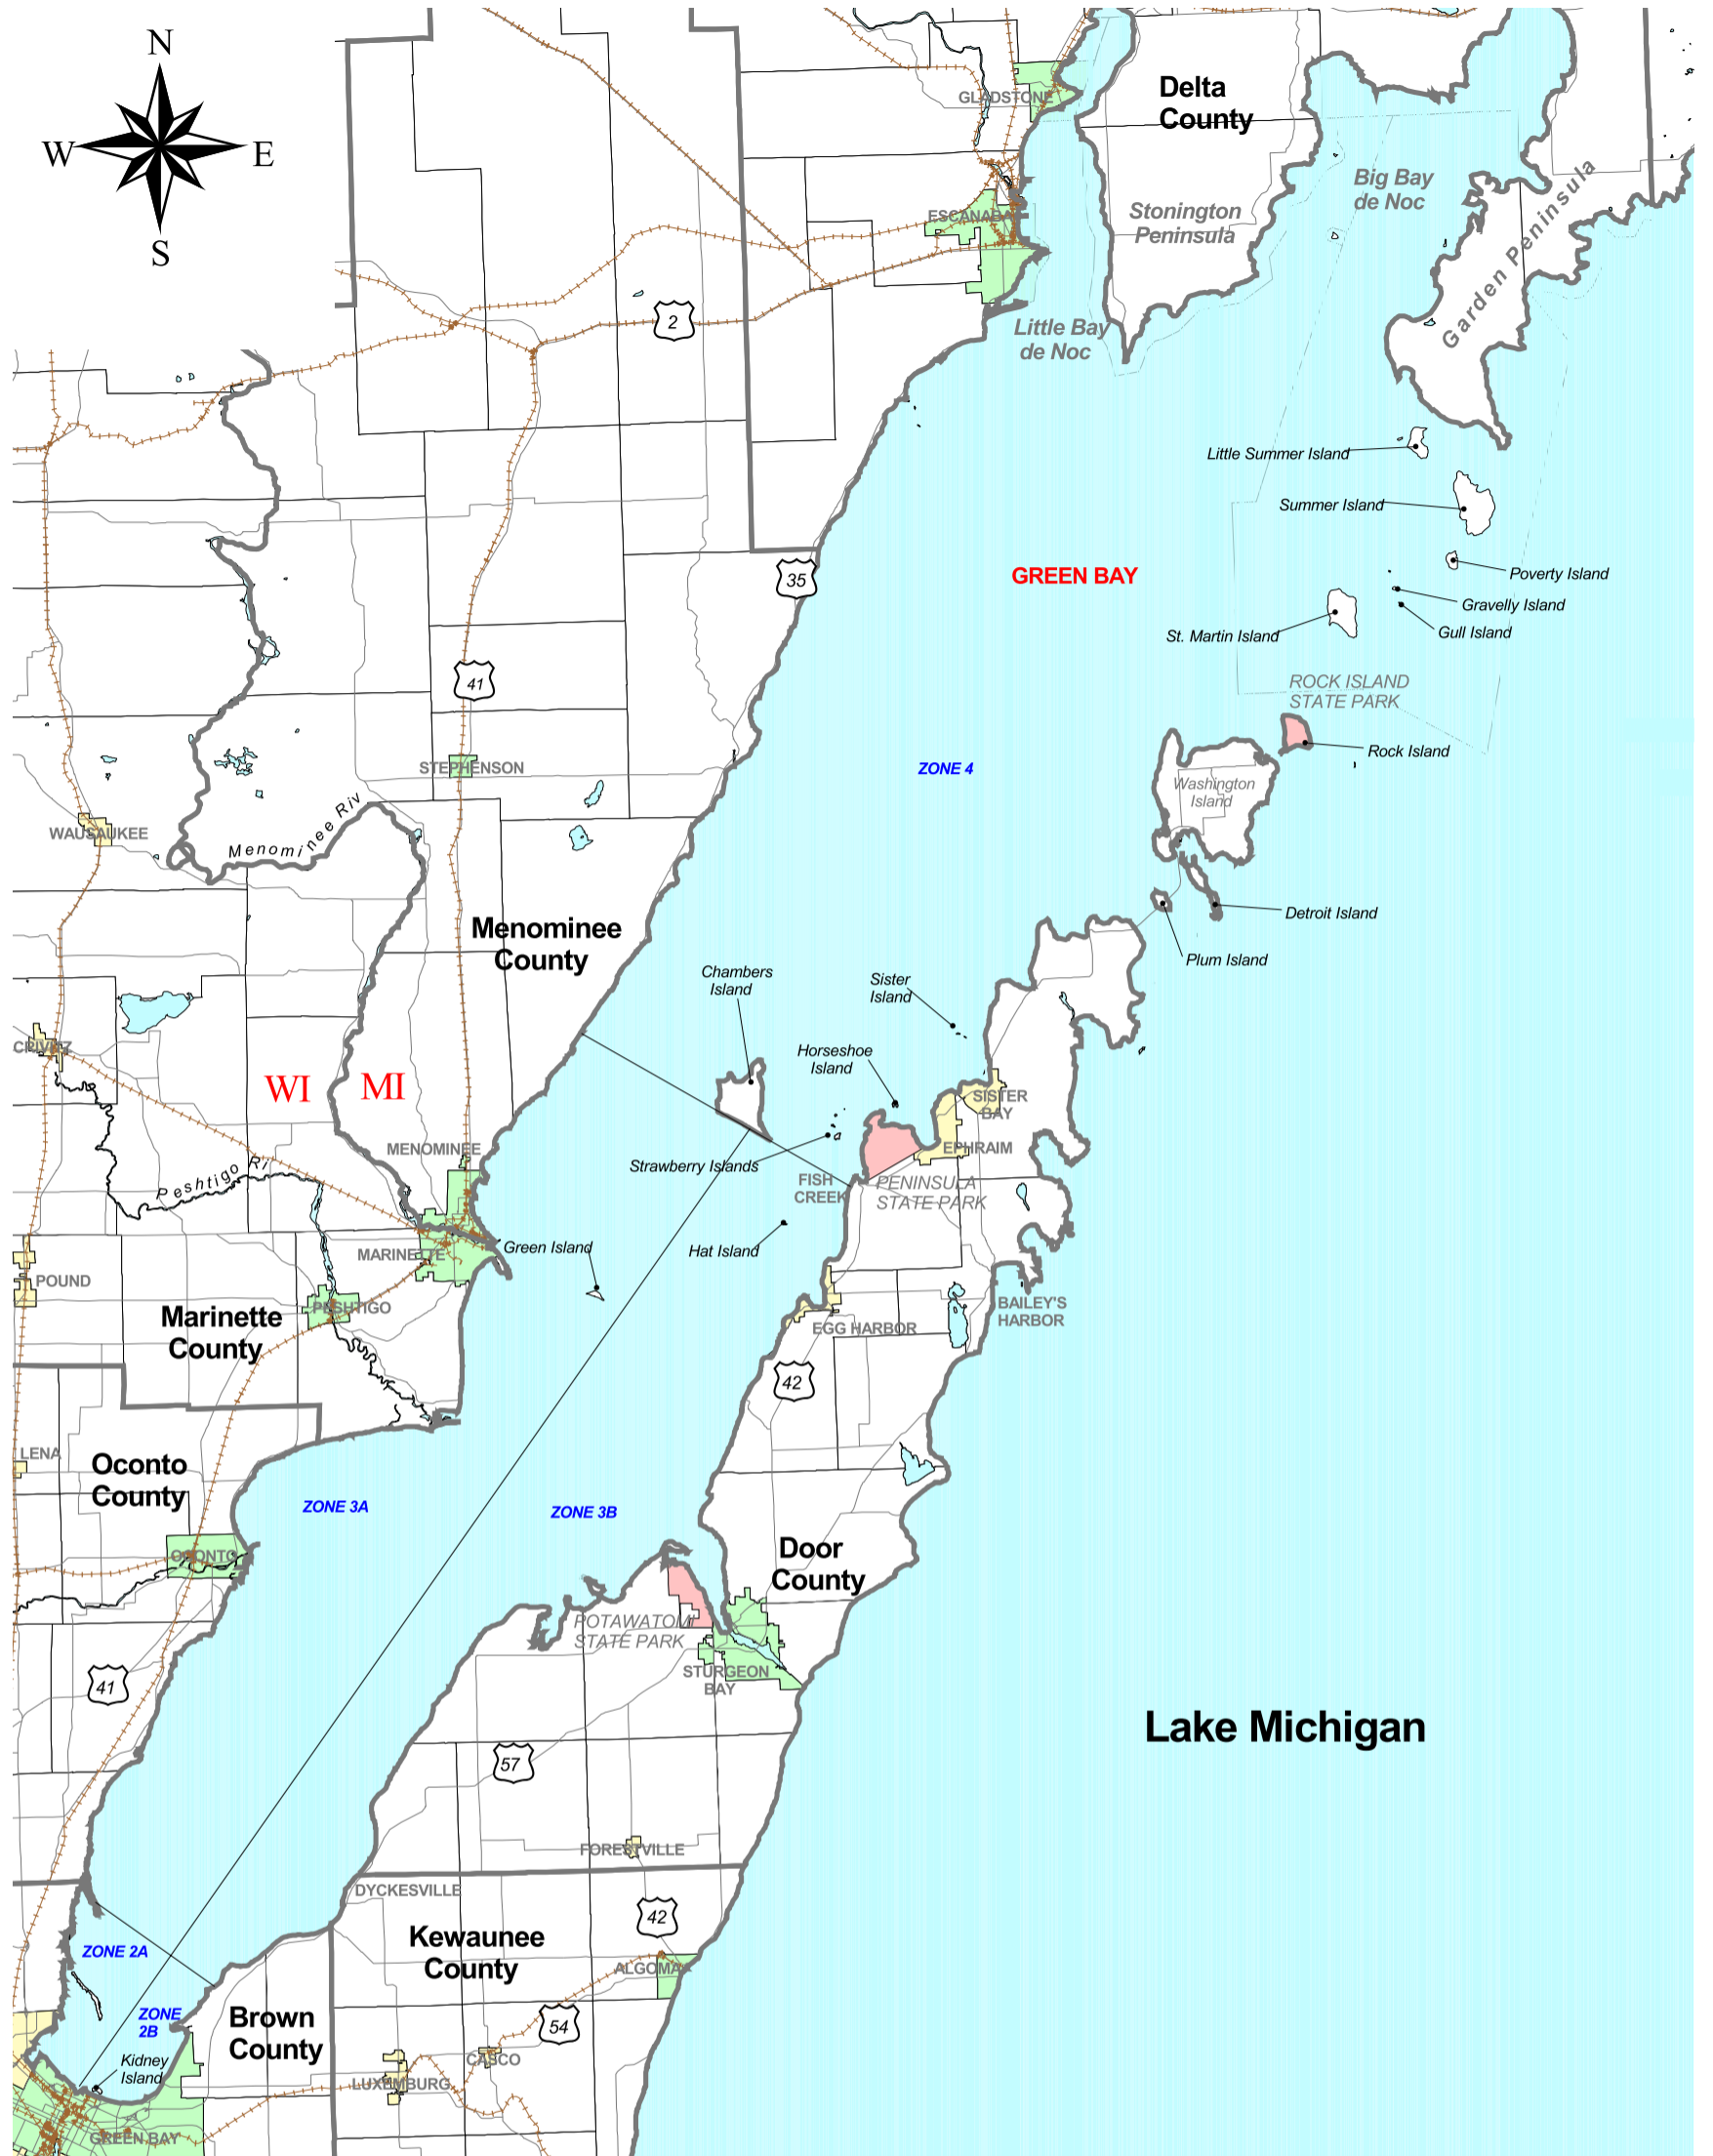 N
W
E
S
GLADSTONE
Delta
County
Big Bay
de Noc
ESCANABA
Stonington
Peninsula
Garden Peninsula
2
Little Bay
de Noc
Little Summer Island
Summer Island
35
GREEN BAY
Poverty Island
Gravelly Island
Gull Island
St. Martin Island
41
ROCK ISLAND
STATE PARK
Rock Island
STEPHENSON
ZONE 4
Washington
Island
WAUSAUKEE
Menominee Riv
Menominee
County
Detroit Island
Plum Island
Chambers
Island
Sister
Island
CRIVITZ
Horseshoe
Island
WI
MI
SISTER
BAY
MENOMINEE
EPHRAIM
Strawberry Islands
Peshtigo Ri
FISH
CREEK
PENINSULA
STATE PARK
MARINETTE
Green Island
Hat Island
POUND
PESHTIGO
Marinette
County
BAILEY'S
HARBOR
EGG HARBOR
42
LENA
Oconto
County
ZONE 3A
ZONE 3B
OCONTO
Door
County
POTAWATOMI
STATE PARK
STURGEON
BAY
41
Lake Michigan
57
FORESTVILLE
DYCKESVILLE
42
Kewaunee
County
ZONE 2A
ALGOMA
ZONE
2B
Brown
County
54
Kidney
Island
CASCO
LUXEMBURG
GREEN BAY